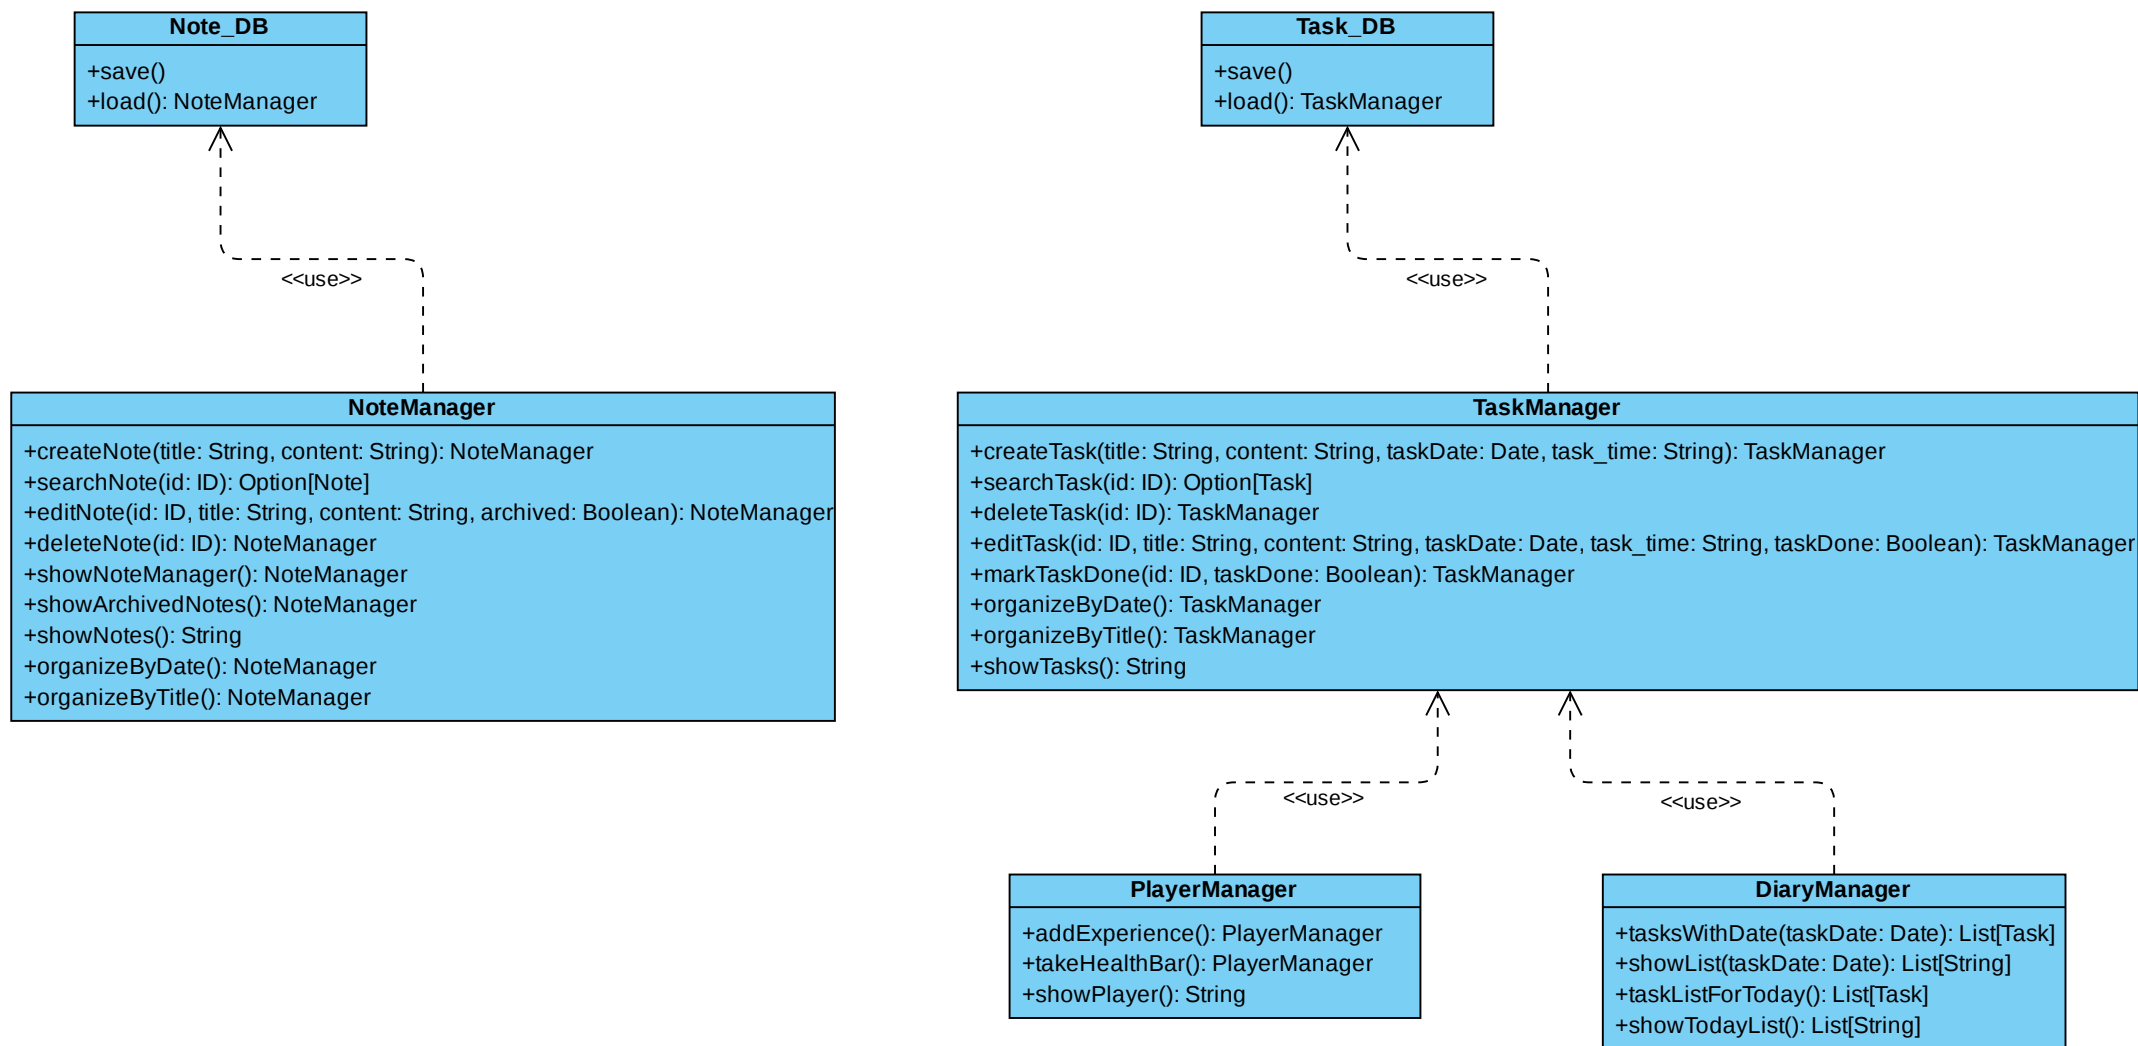 Note_DB
+save()
+load(): NoteManager
Task_DB
+save()
+load(): TaskManager
<<use>>
<<use>>
NoteManager
+createNote(title: String, content: String): NoteManager
+searchNote(id: ID): Option[Note]
+editNote(id: ID, title: String, content: String, archived: Boolean): NoteManager
+deleteNote(id: ID): NoteManager
+showNoteManager(): NoteManager
+showArchivedNotes(): NoteManager
+showNotes(): String
+organizeByDate(): NoteManager
+organizeByTitle(): NoteManager
TaskManager
+createTask(title: String, content: String, taskDate: Date, task_time: String): TaskManager
+searchTask(id: ID): Option[Task]
+deleteTask(id: ID): TaskManager
+editTask(id: ID, title: String, content: String, taskDate: Date, task_time: String, taskDone: Boolean): TaskManager
+markTaskDone(id: ID, taskDone: Boolean): TaskManager
+organizeByDate(): TaskManager
+organizeByTitle(): TaskManager
+showTasks(): String
<<use>>
<<use>>
PlayerManager
+addExperience(): PlayerManager
+takeHealthBar(): PlayerManager
+showPlayer(): String
DiaryManager
+tasksWithDate(taskDate: Date): List[Task]
+showList(taskDate: Date): List[String]
+taskListForToday(): List[Task]
+showTodayList(): List[String]